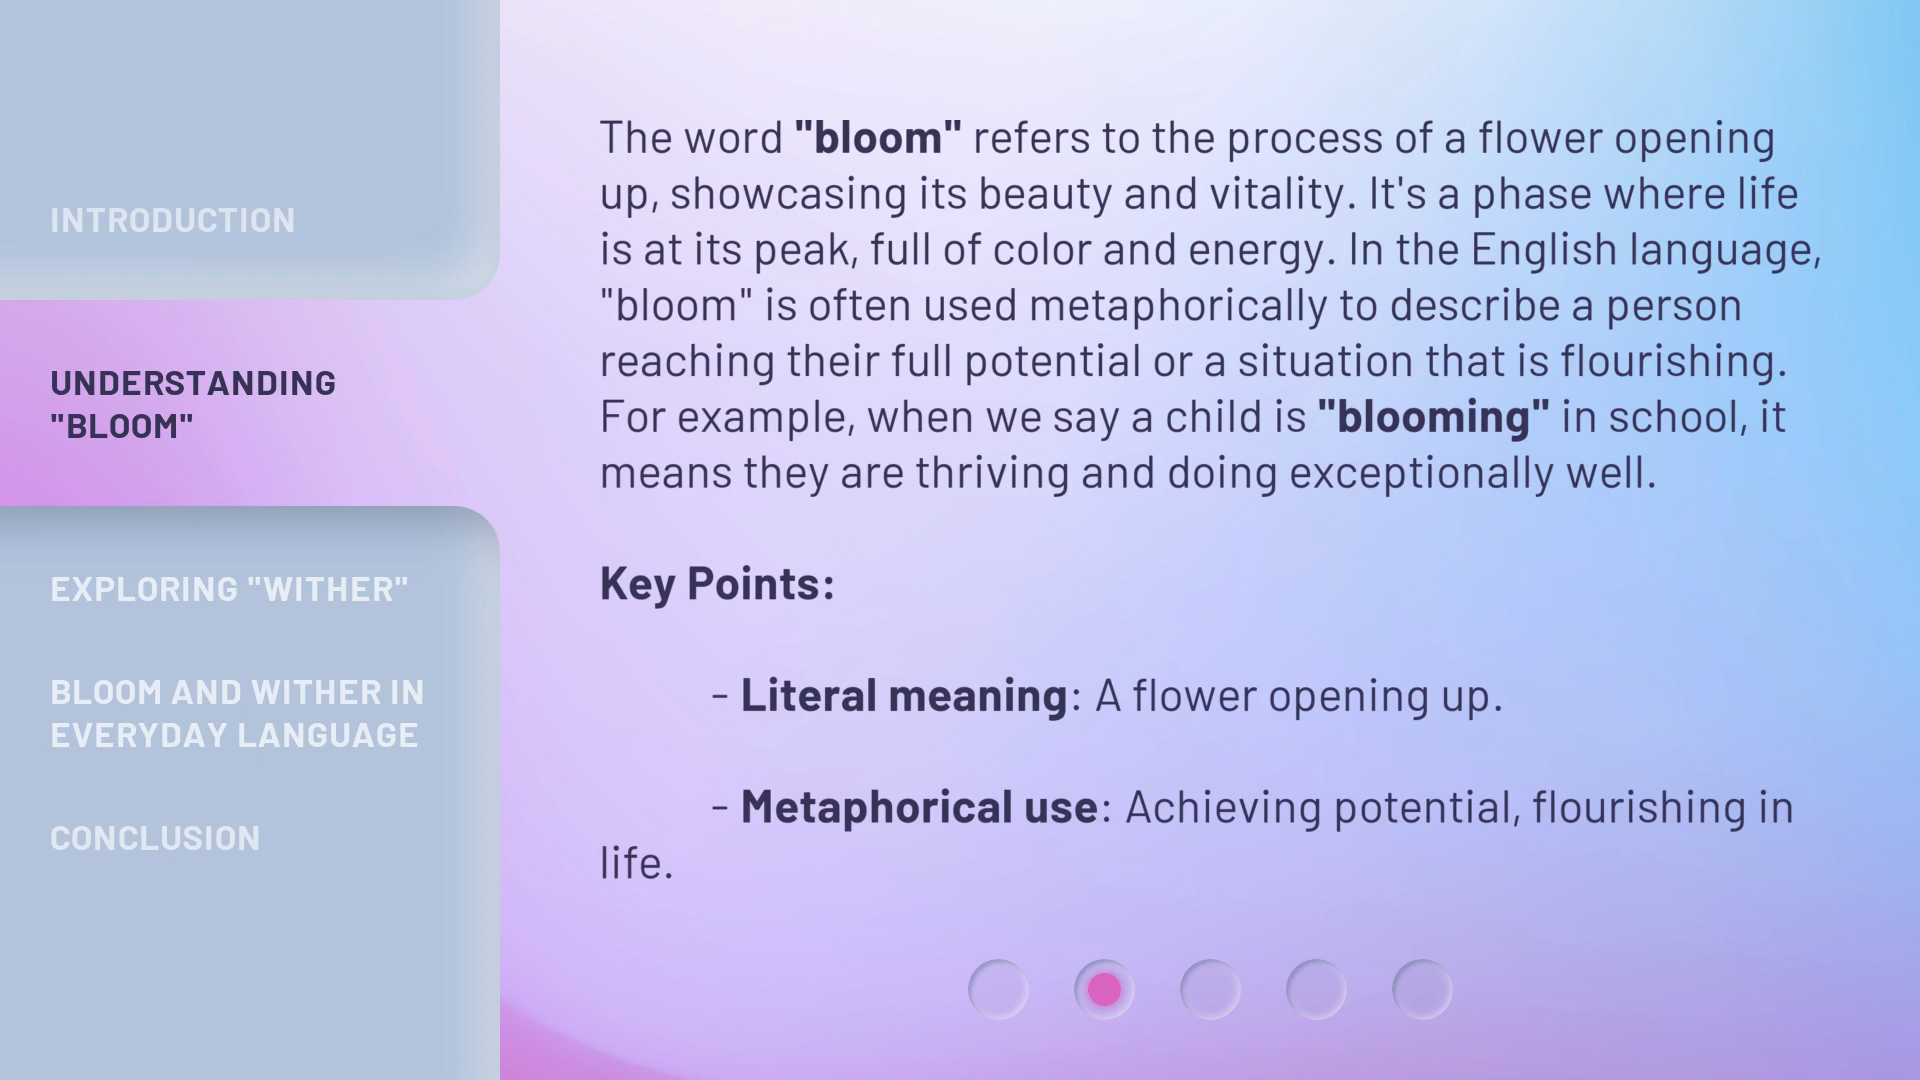 INTRODUCTION
UNDERSTANDING
"BLOOM"
EXPLORING "WITHER"
BLOOM AND WITHER IN
EVERYDAY LANGUAGE
CONCLUSION
The word "bloom" refers to the process of a flower opening
up, showcasing its beauty and vitality. It's a phase where life
is at its peak, full of color and energy. In the English language,
"bloom" is often used metaphorically to describe a person
reaching their full potential or a situation that is flourishing.
For example, when we say a child is "blooming" in school, it
means they are thriving and doing exceptionally well.
Key Points:
- Literal meaning: A flower opening up.
- Metaphorical use: Achieving potential, flourishing in
life.